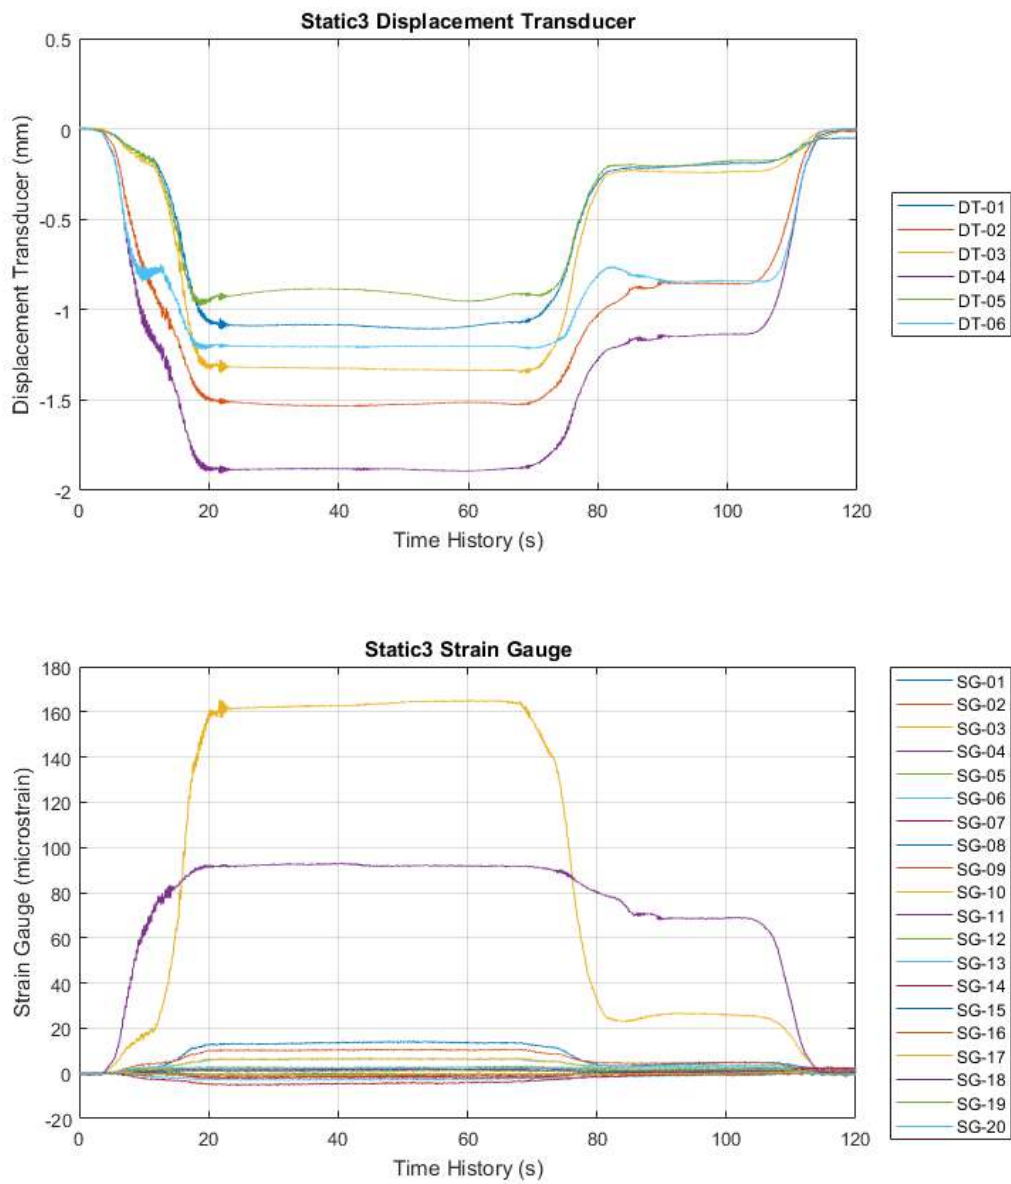 Static3 Displacement Transducer
0.5
0
-0.5
-1
-1.5
-2
Displacement Transducer (mm)
0 20 40 60 80 100 120
Time History (s)
DT-01
DT-02
DT-03
DT-04
DT-05
DT-06
Static3 Strain Gauge
180
160
140
120
100
80
60
40
20
0
-20
Strain Gauge (microstrain)
0 20 40 60 80 100 120
Time History (s)
SG-01
SG-02
SG-03
SG-04
SG-05
SG-06
SG-07
SG-08
SG-09
SG-10
SG-11
SG-12
SG-13
SG-14
SG-15
SG-16
SG-17
SG-18
SG-19
SG-20